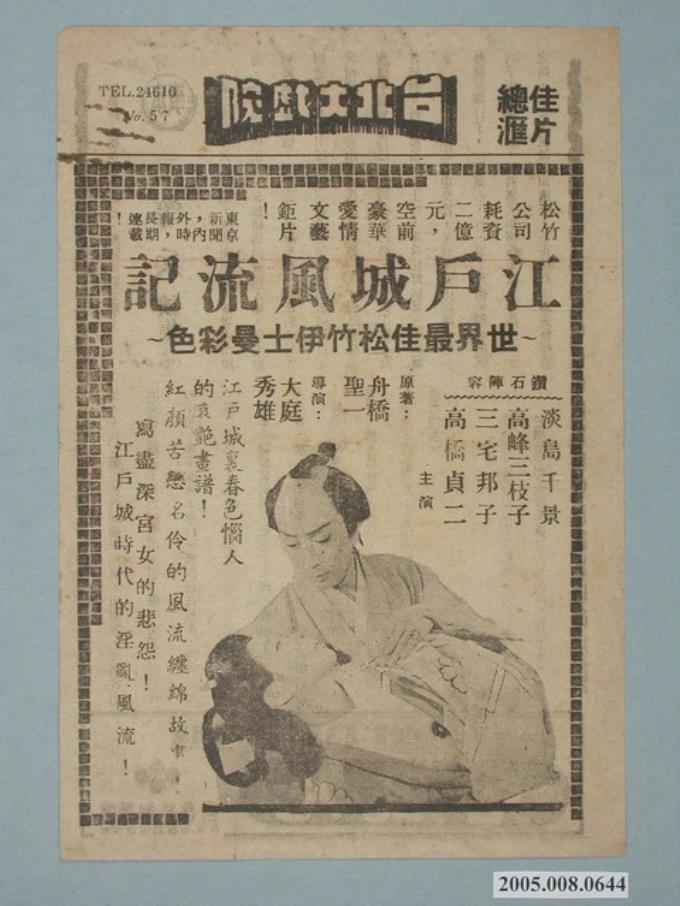 佳片總滙
台北大戲院
TEL.24610
No.57
松竹
公司
耗資
二億
元，
空前
豪華
愛情
文藝
鉅片
！
東京
新聞，
內外
時報，
長期
連載
！
江戶城風流記
~世界最佳松竹伊士曼彩色~
鑽石陣容
淡島千景
高峰三枝子
三宅邦子
高橋貞二
主演
原著：
舟橋
聖一
導演：
大庭
秀雄
江戶城裏春色惱人
的哀艷畫譜！
紅顏苦戀名伶的風流纏綿故事！
寫盡深宮女的悲怨！
江戶城時代的淫亂風流！
2005.008.0644